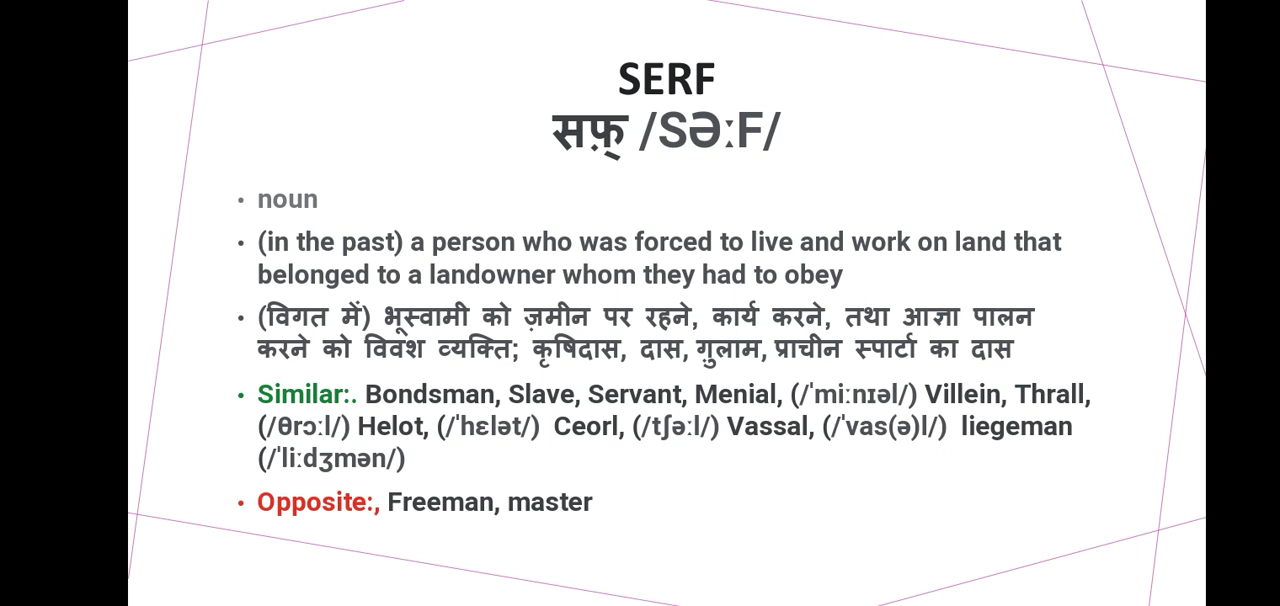 SERF
सफ़् /Sə:F/
• noun
• (in the past) a person who was forced to live and work on land that
belonged to a landowner whom they had to obey
• (विगत में) भूस्वामी को ज़मीन पर रहने, कार्य करने, तथा आज्ञा पालन
करने को विवश व्यक्ति; कृषिदास, दास, ग़ुलाम, प्राचीन स्पार्टा का दास
• Similar:. Bondsman, Slave, Servant, Menial, (/ˈmiːnɪəl/) Villein, Thrall,
(/θrɔːl/) Helot, (/ˈhɛlət/) Ceorl, (/tʃəːl/) Vassal, (/ˈvas(ə)l/) liegeman
(/ˈliːdʒmən/)
• Opposite:, Freeman, master